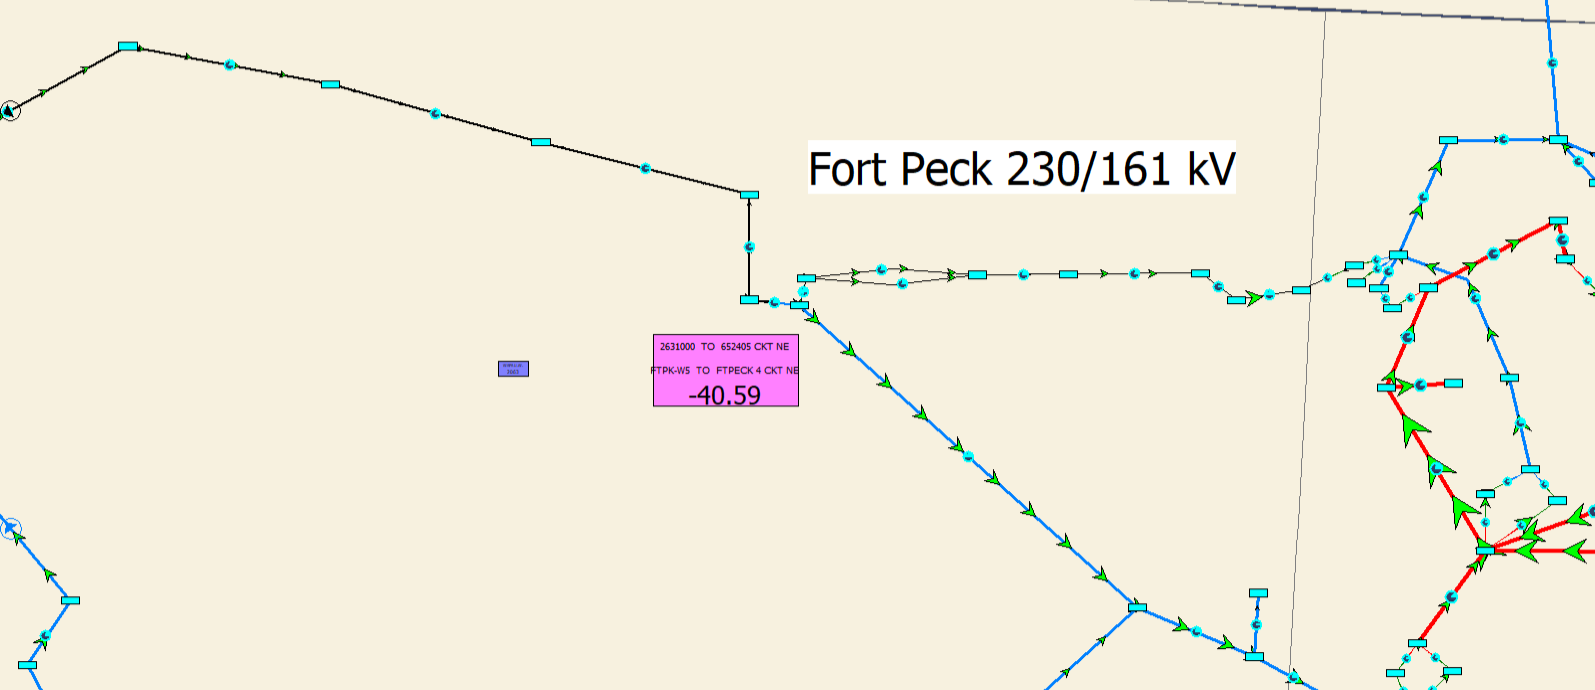 Fort Peck 230/161 kV
2631000 TO 652405 CKT NE
FTPK-W5 TO FTPECK 4 CKT NE
-40.59